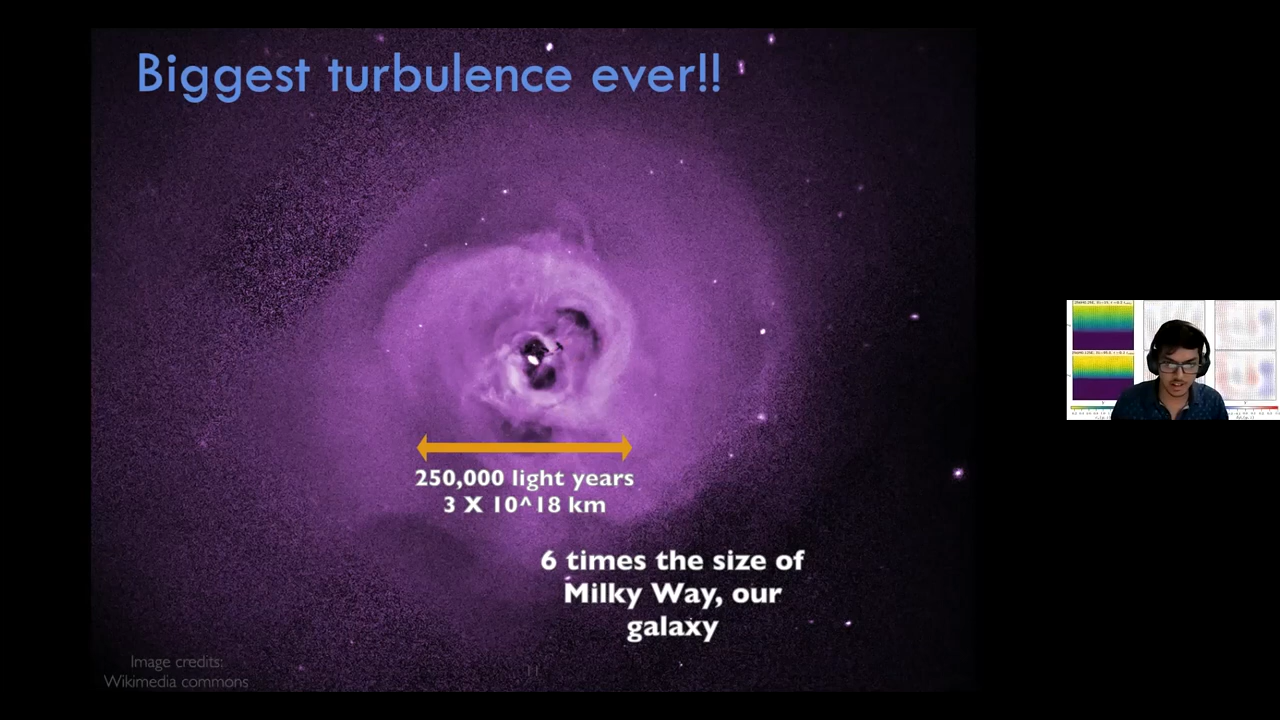 Biggest turbulence ever!!
250,000 light years
3 X 10^18 km
6 times the size of
Milky Way, our
galaxy
Image credits:
Wikimedia commons
11